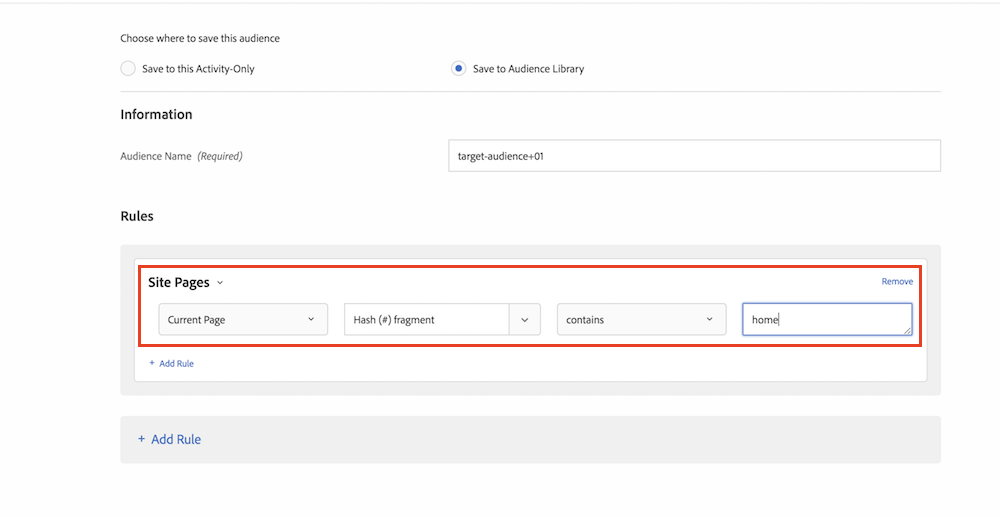 Choose where to save this audience
Save to this Activity-Only Save to Audience Library
Information
Audience Name (Required) target-audience+01
Rules
Site Pages Remove
Current Page Hash (#) fragment contains home
+ Add Rule
+ Add Rule